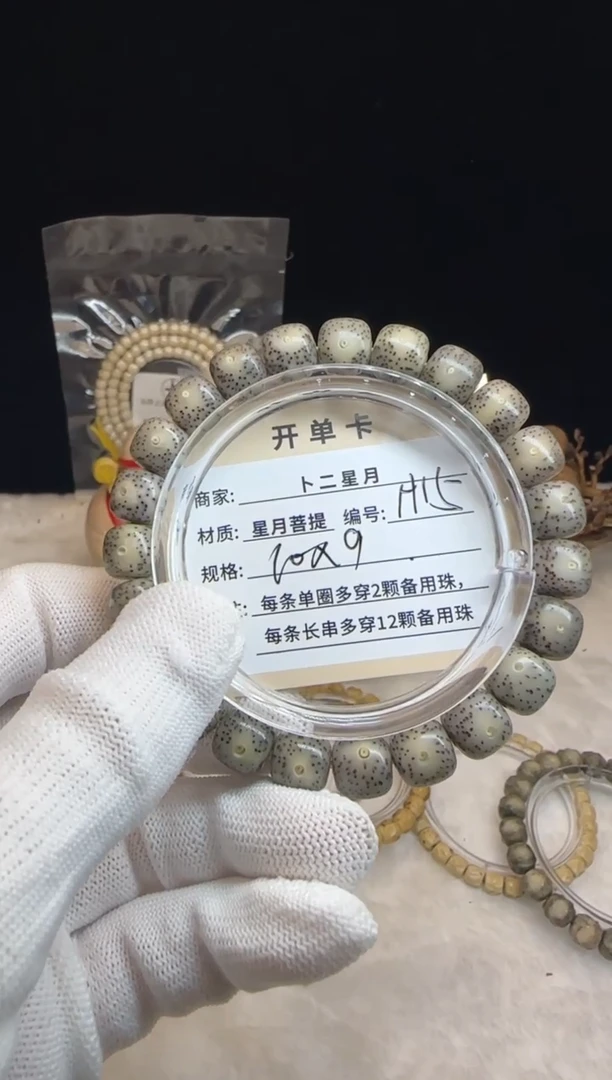 开单卡
商家: 卜二星月
材质: 星月菩提 编号: H15
规格: 10x9
每条单圈多穿2颗备用珠，
每条长串多穿12颗备用珠